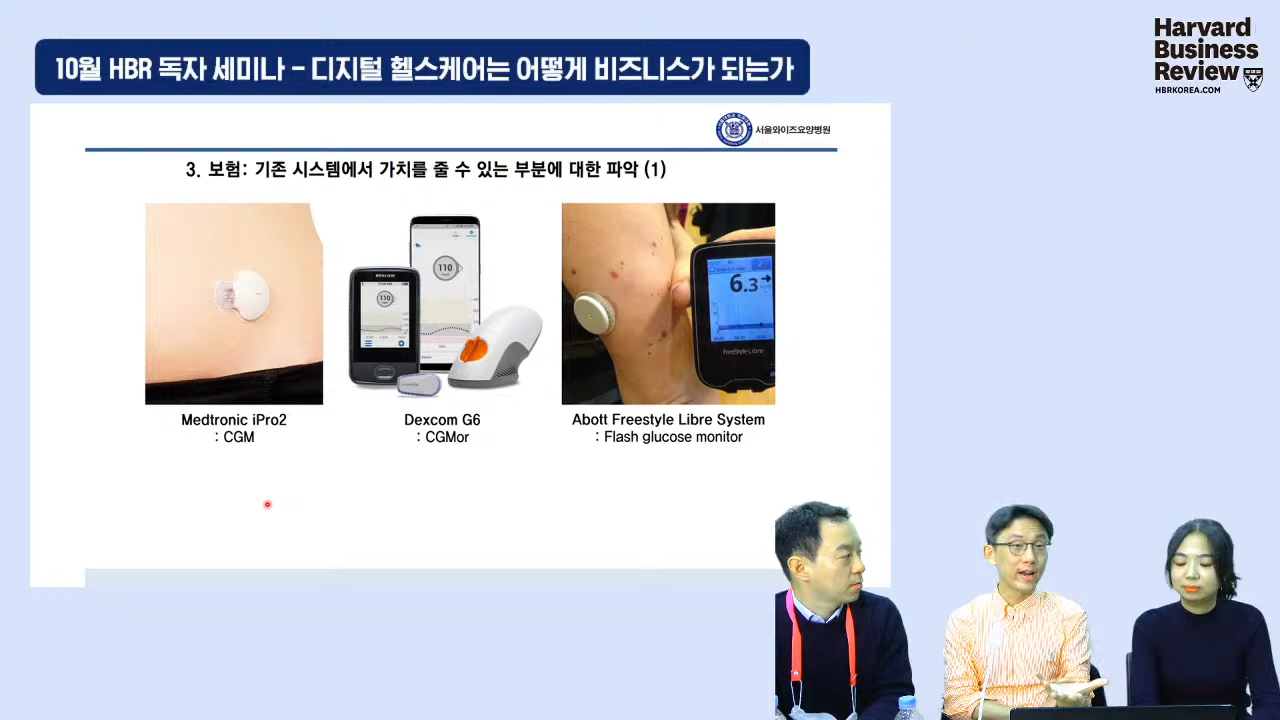 Harvard
Business
Review
HBRKOREA.COM
10월 HBR 독자 세미나 – 디지털 헬스케어는 어떻게 비즈니스가 되는가
서울와이즈요양병원
3. 보험: 기존 시스템에서 가치를 줄 수 있는 부분에 대한 파악 (1)
110
110
6.3
FreeStyle Libre
Medtronic iPro2
: CGM
Dexcom G6
: CGMor
Abott Freestyle Libre System
: Flash glucose monitor